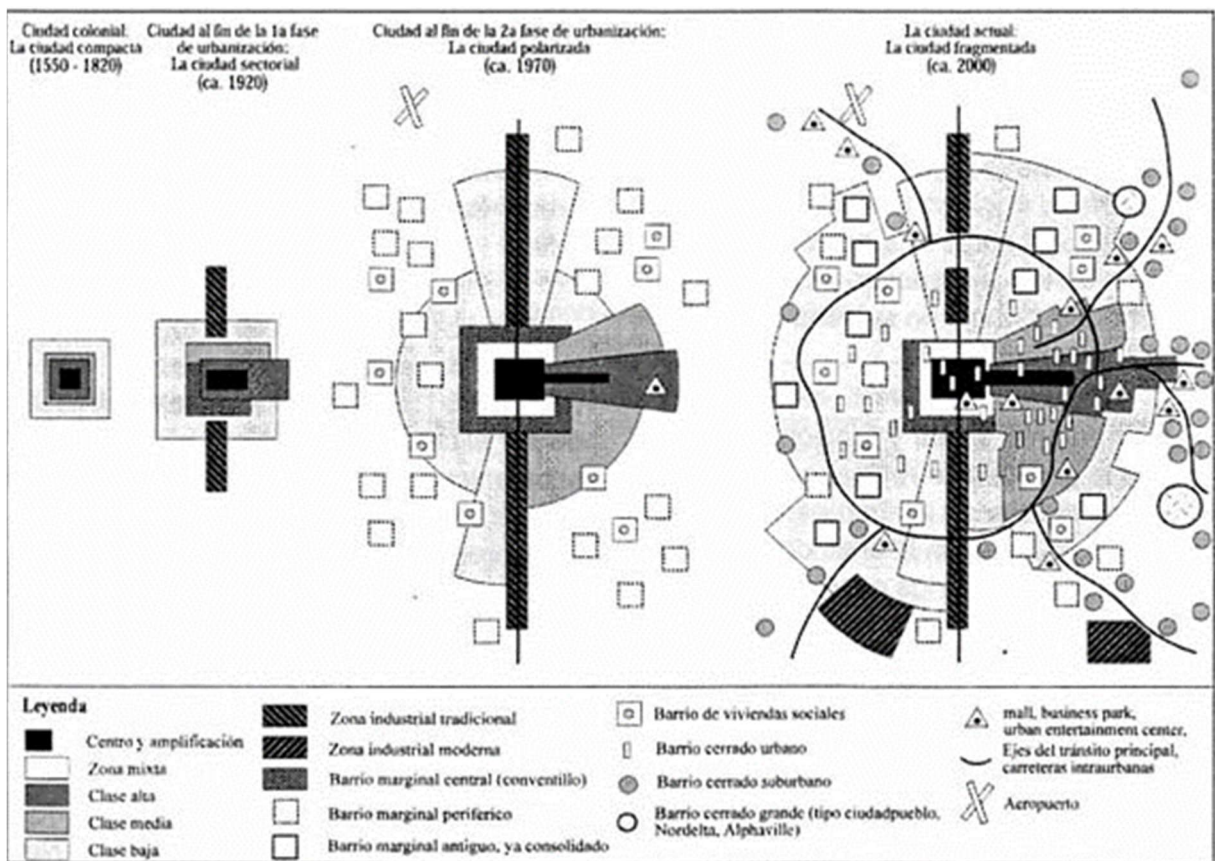 Ciudad colonial:
La ciudad compacta
(1550 - 1820)
Ciudad al fin de la 1a fase
de urbanización:
La ciudad sectorial
(ca. 1920)
Ciudad al fin de la 2a fase de urbanización:
La ciudad polarizada
(ca. 1970)
La ciudad actual:
La ciudad fragmentada
(ca. 2000)
Leyenda
Centro y amplificación
Zona mixta
Clase alta
Clase media
Clase baja
Zona industrial tradicional
Zona industrial moderna
Barrio marginal central (conventillo)
Barrio marginal periférico
Barrio marginal antiguo, ya consolidado
Barrio de viviendas sociales
Barrio cerrado urbano
Barrio cerrado suburbano
Barrio cerrado grande (tipo ciudadpueblo,
Nordelta, Alphaville)
mall, business park,
urban entertainment center,
Ejes del tránsito principal,
carreteras intraurbanas
Aeropuerto